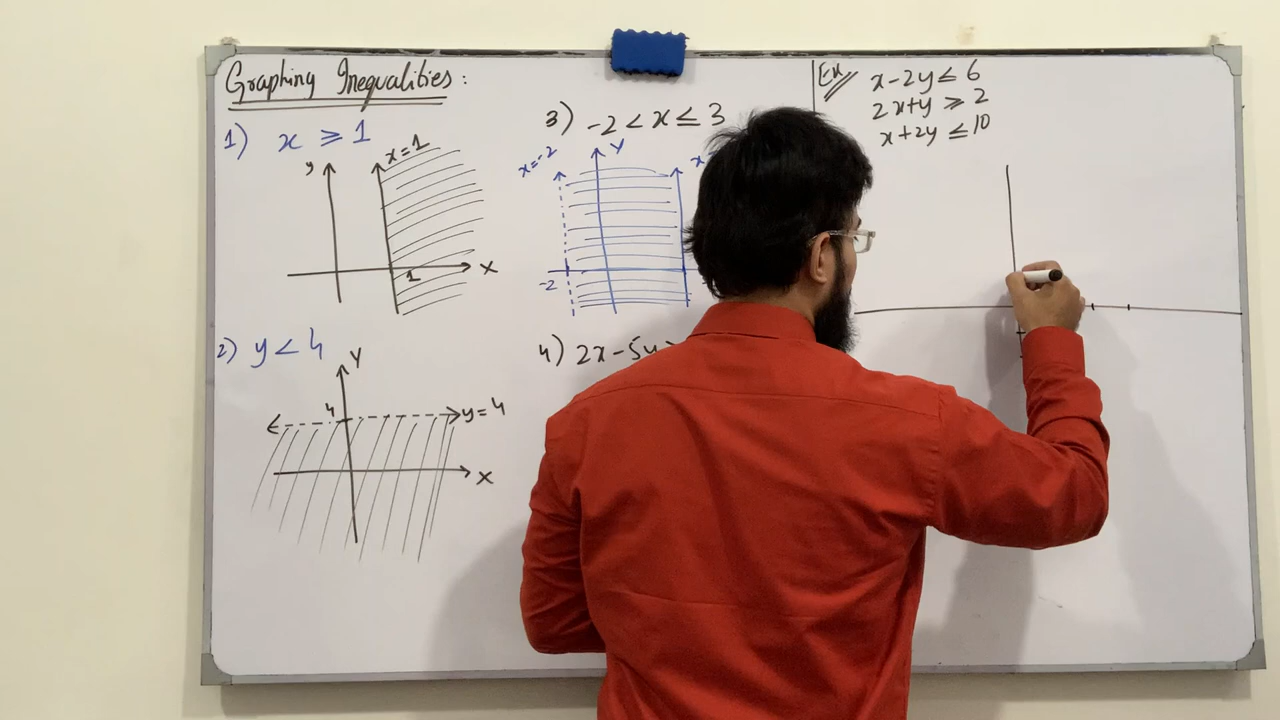 Graphing Inequalities:
1) x ≥ 1
y
x=1
1
X
2) y < 4
Y
4
y=4
X
3) -2 < x ≤ 3
x=-2
Y
x
-2
4) 2x-5y
Ex
x-2y ≤ 6
2x+y ≥ 2
x+2y ≤ 10